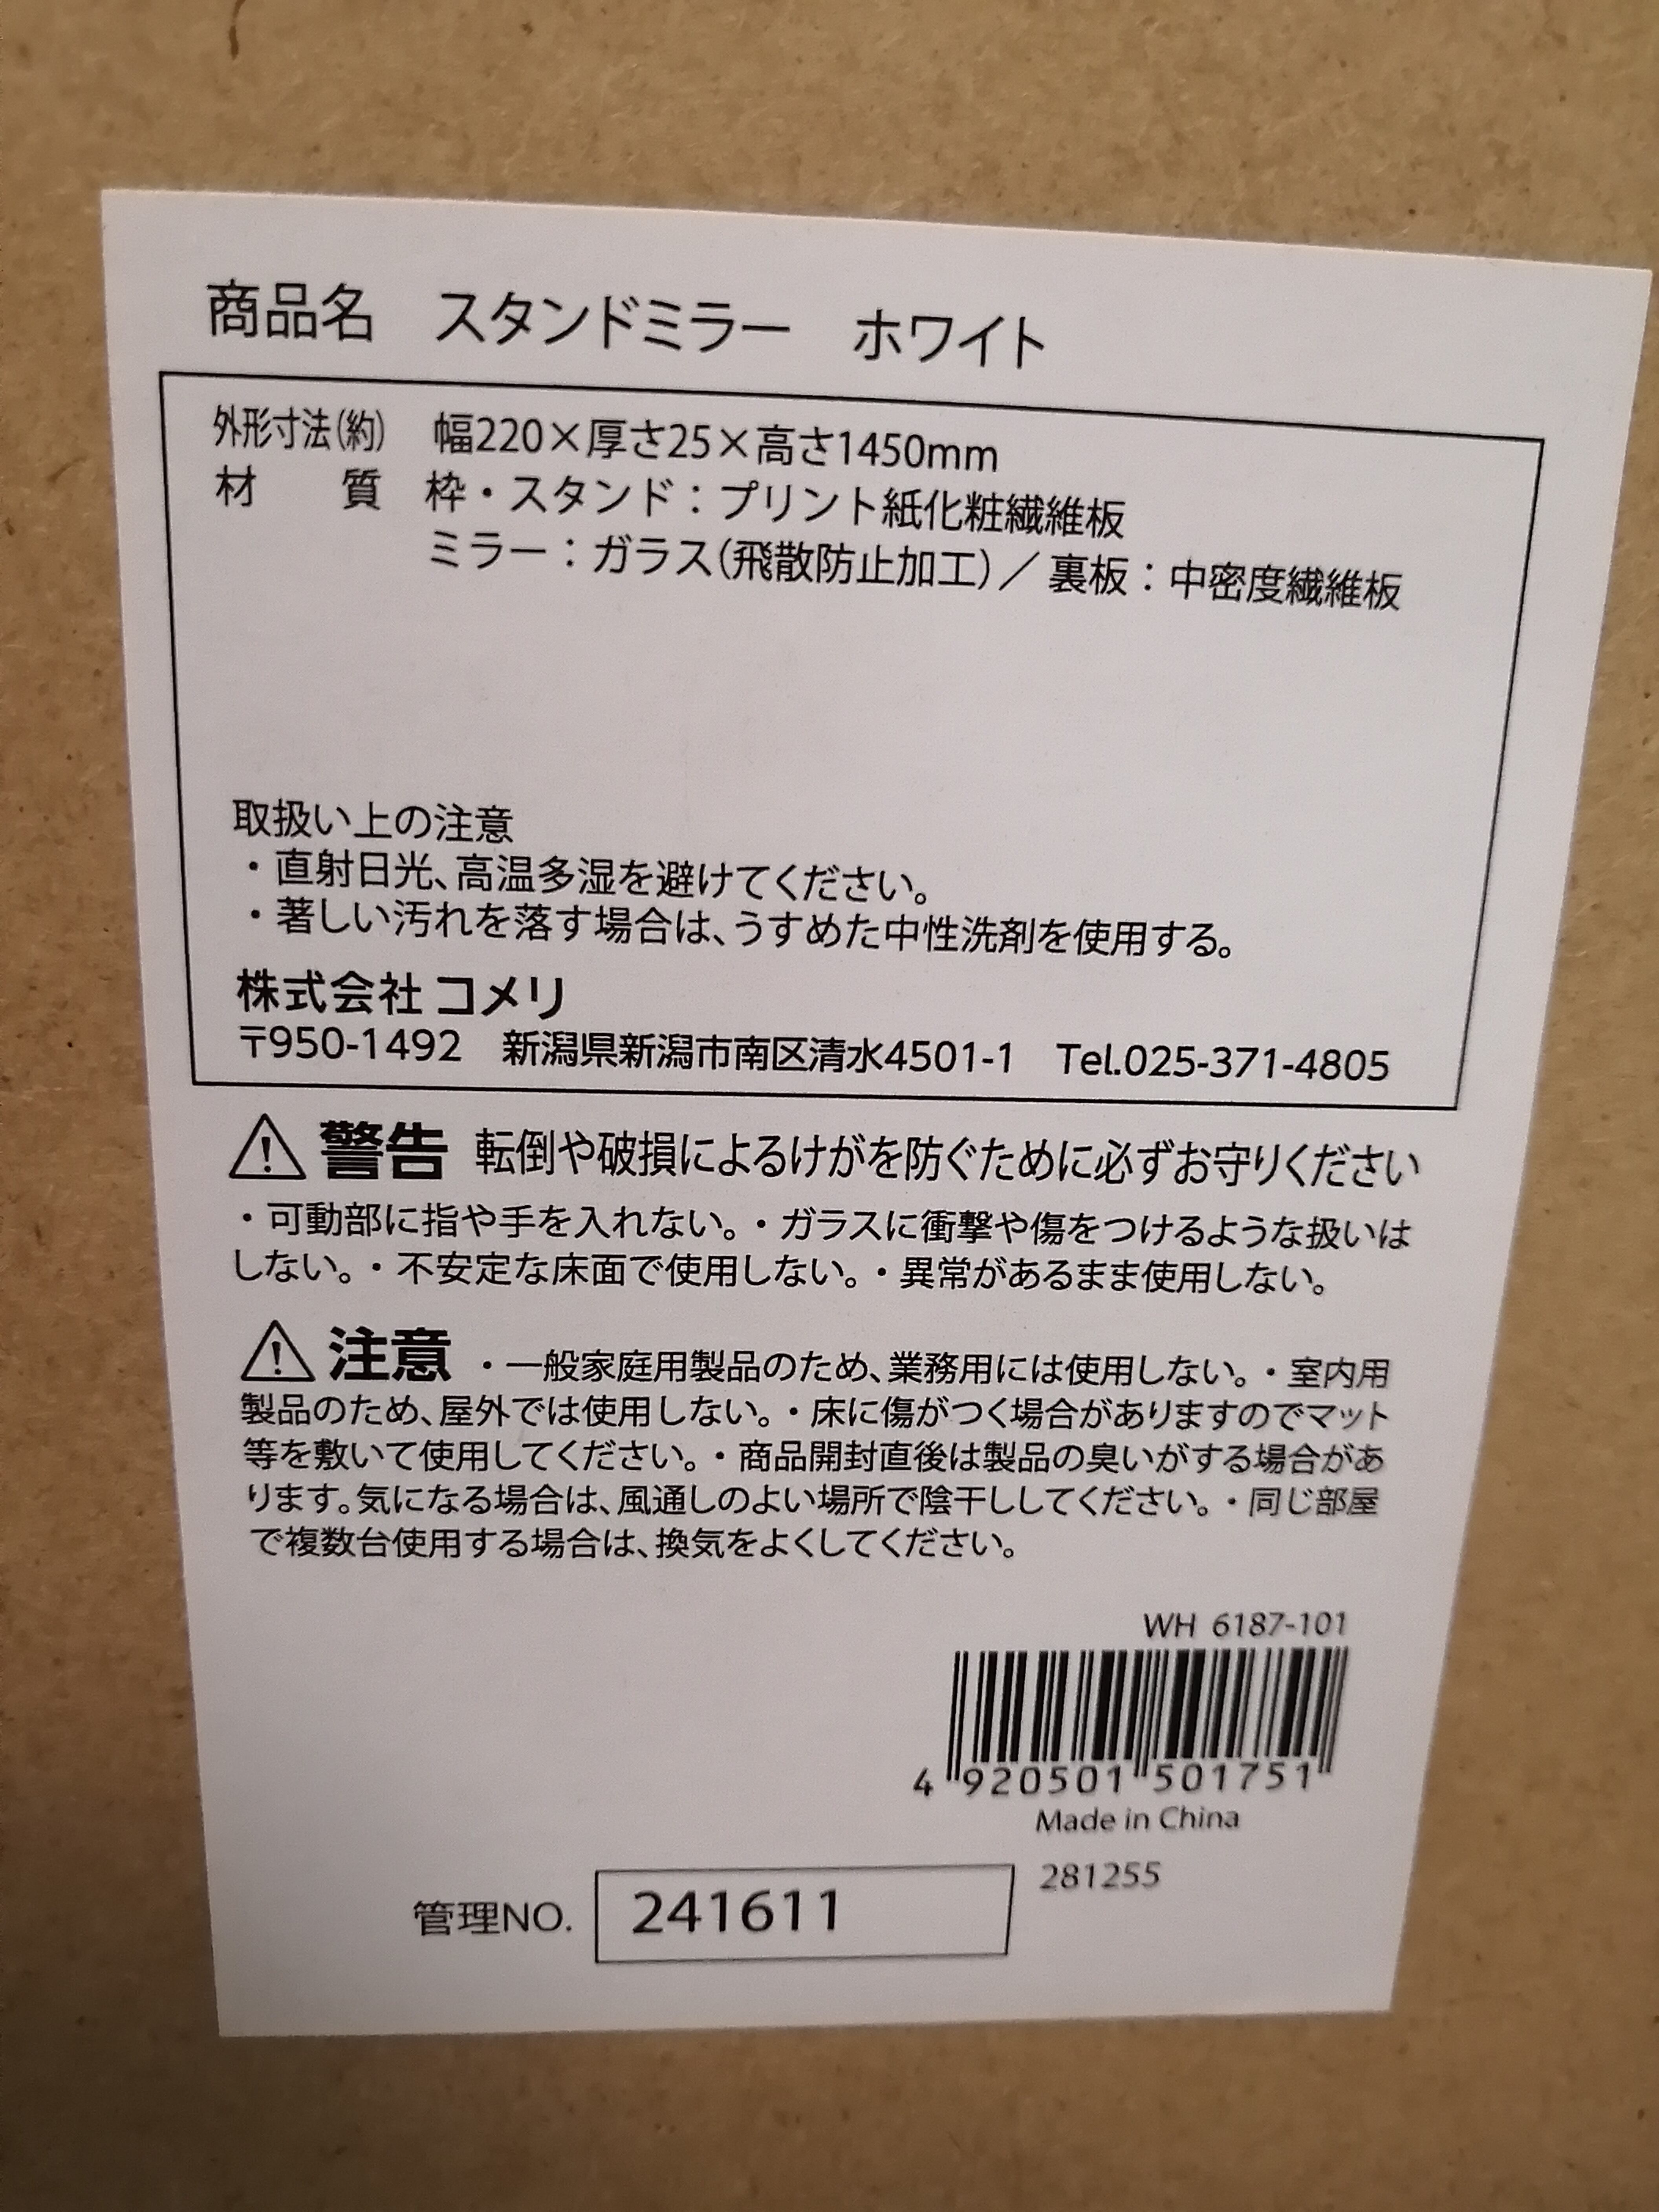 商品名　スタンドミラー　ホワイト
外形寸法(約)　幅220×厚さ25×高さ1450mm
材　　質　枠・スタンド：プリント紙化粧繊維板
ミラー：ガラス(飛散防止加工)／裏板：中密度繊維板
取扱い上の注意
・直射日光、高温多湿を避けてください。
・著しい汚れを落す場合は、うすめた中性洗剤を使用する。
株式会社コメリ
〒950-1492　新潟県新潟市南区清水4501-1　Tel.025-371-4805
警告　転倒や破損によるけがを防ぐために必ずお守りください
・可動部に指や手を入れない。・ガラスに衝撃や傷をつけるような扱いは
しない。・不安定な床面で使用しない。・異常があるまま使用しない。
注意　・一般家庭用製品のため、業務用には使用しない。・室内用
製品のため、屋外では使用しない。・床に傷がつく場合がありますのでマット
等を敷いて使用してください。・商品開封直後は製品の臭いがする場合があ
ります。気になる場合は、風通しのよい場所で陰干ししてください。・同じ部屋
で複数台使用する場合は、換気をよくしてください。
WH 6187-101
4 920501 501751
Made in China
281255
管理NO. 241611